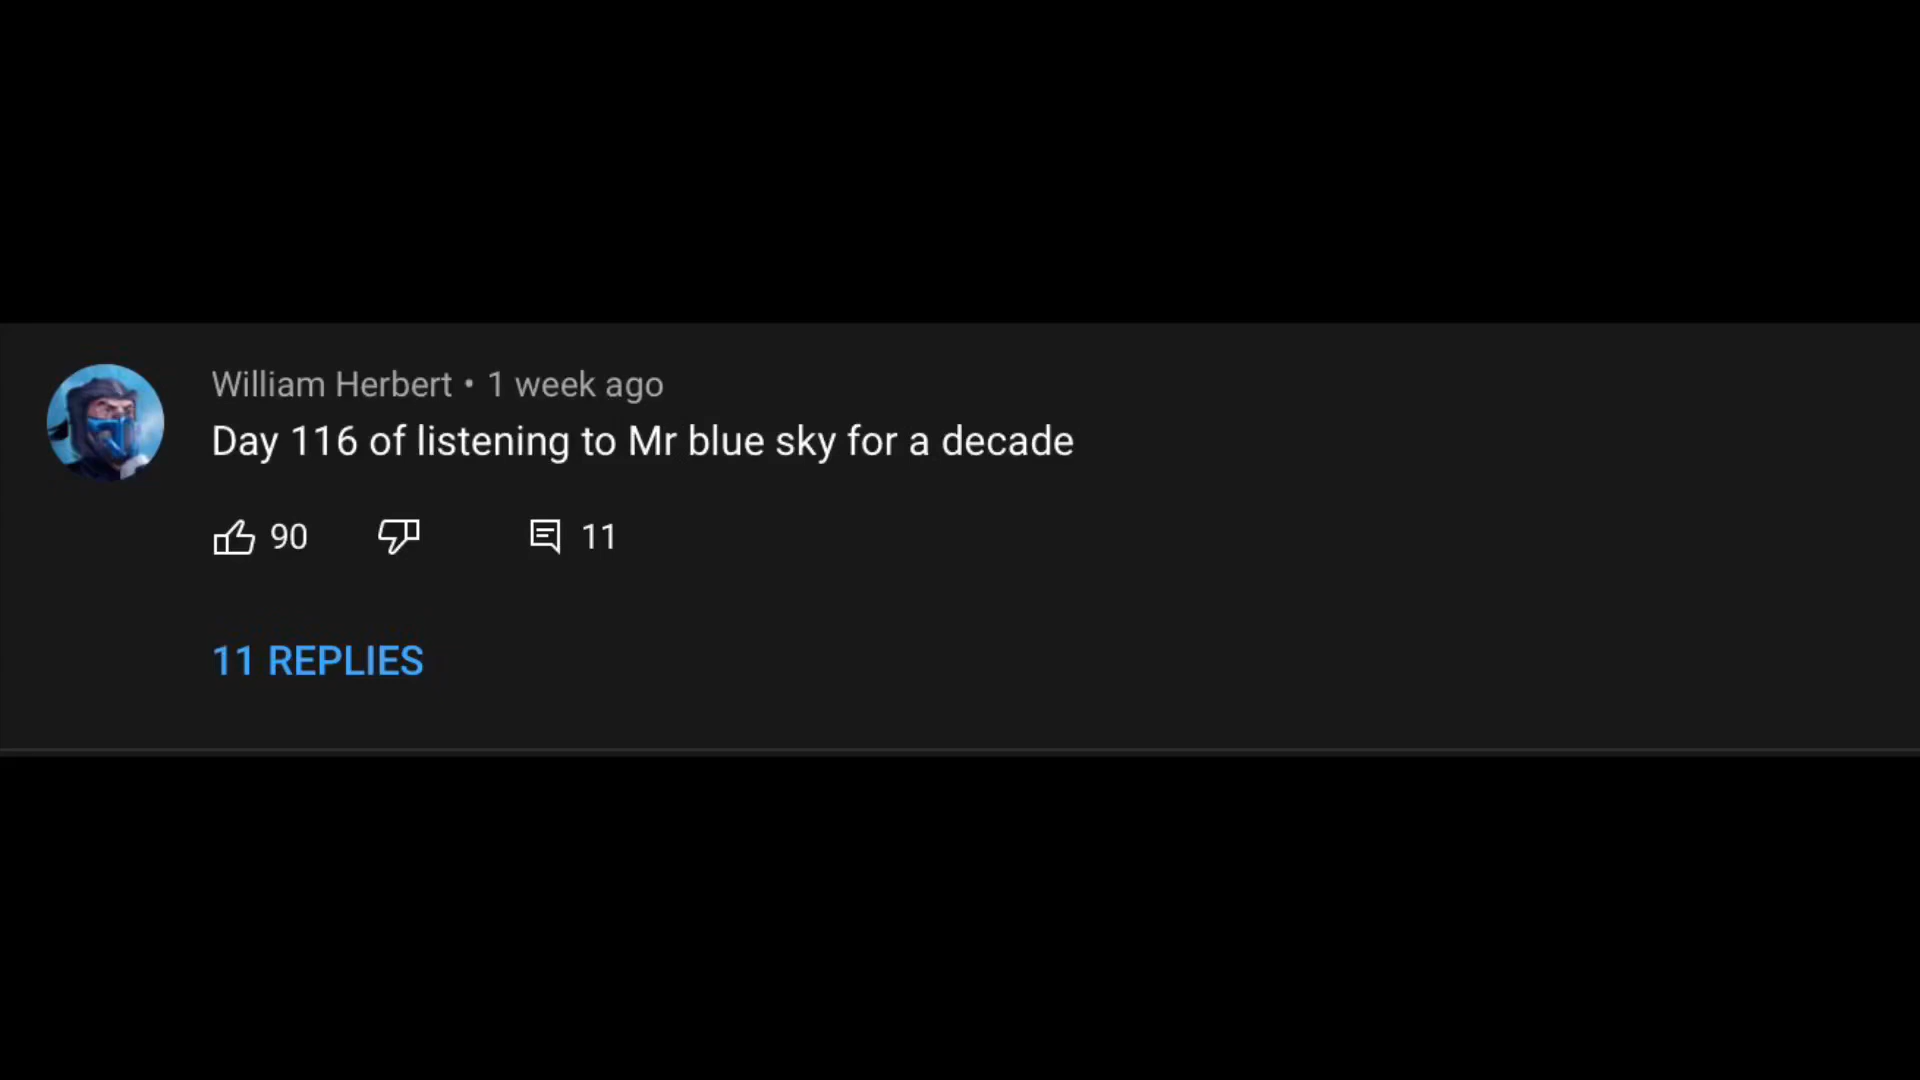 William Herbert • 1 week ago
Day 116 of listening to Mr blue sky for a decade
90 11
11 REPLIES